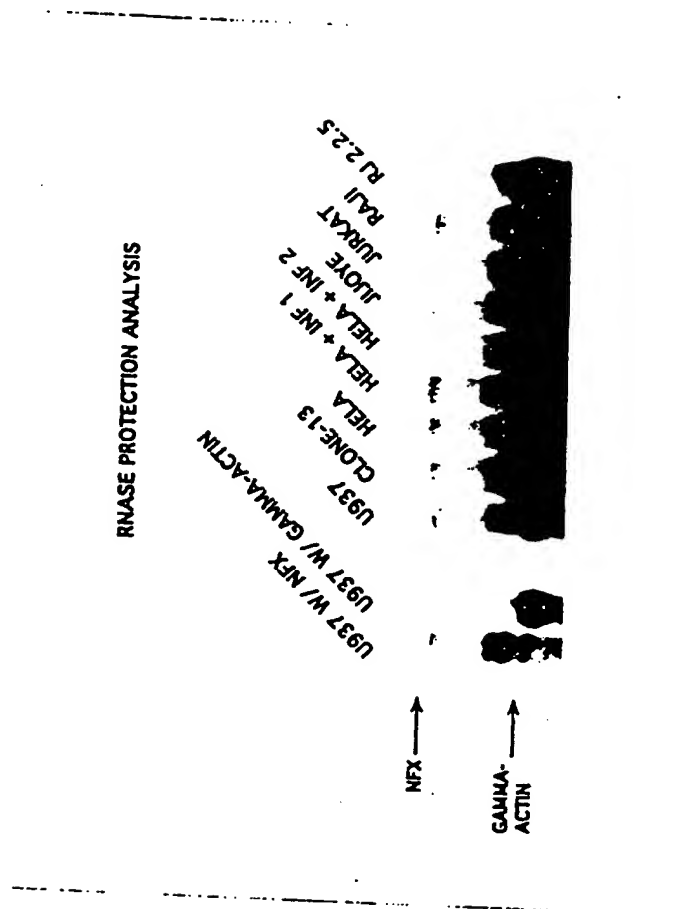 RNASE PROTECTION ANALYSIS
U937 W/ NFX
U937 W/ GAMMA-ACTIN
U937
CLONE-13
HELA
HELA + INF 1
HELA + INF 2
JIJOYE
JURKAT
RAJI
RJ 2.2.5
NFX
GAMMA-
ACTIN